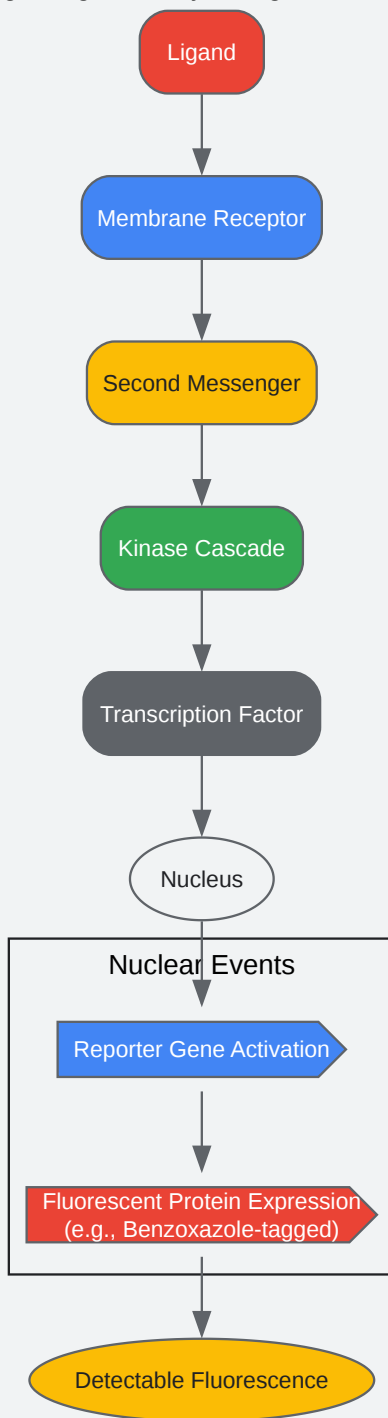 Ligand
Membrane Receptor
Second Messenger
Kinase Cascade
Transcription Factor
Nucleus
Nuclear Events
Reporter Gene Activation
Fluorescent Protein Expression
(e.g., Benzoxazole-tagged)
Detectable Fluorescence